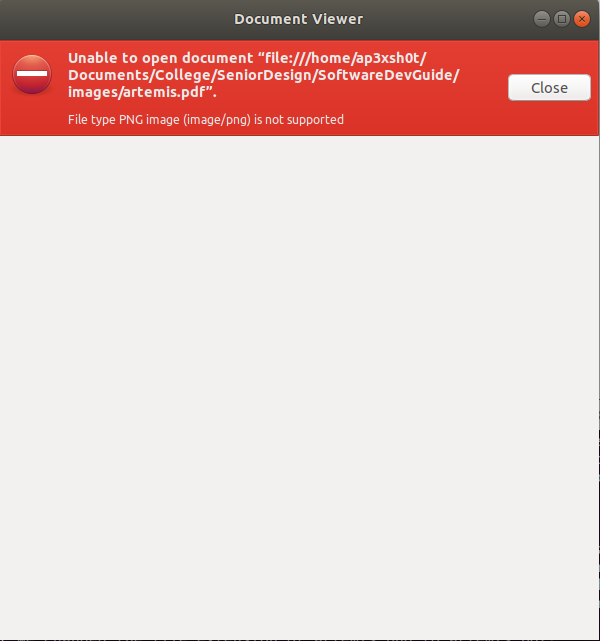 Document Viewer
Unable to open document “file:///home/ap3xsh0t/
Documents/College/SeniorDesign/SoftwareDevGuide/
images/artemis.pdf”.
Close
File type PNG image (image/png) is not supported